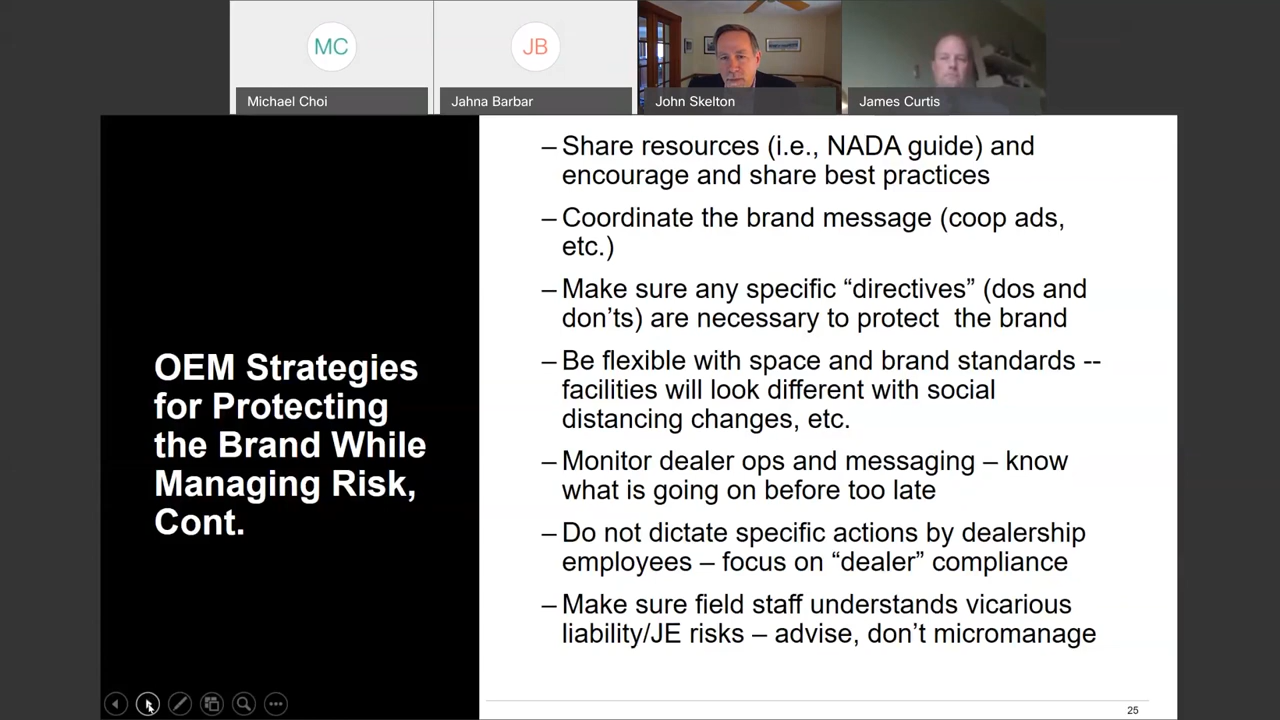 MC
JB
Michael Choi
Jahna Barbar
John Skelton
James Curtis
OEM Strategies
for Protecting
the Brand While
Managing Risk,
Cont.
– Share resources (i.e., NADA guide) and
encourage and share best practices
– Coordinate the brand message (coop ads,
etc.)
– Make sure any specific “directives” (dos and
don’ts) are necessary to protect  the brand
– Be flexible with space and brand standards --
facilities will look different with social
distancing changes, etc.
– Monitor dealer ops and messaging – know
what is going on before too late
– Do not dictate specific actions by dealership
employees – focus on “dealer” compliance
– Make sure field staff understands vicarious
liability/JE risks – advise, don’t micromanage
25